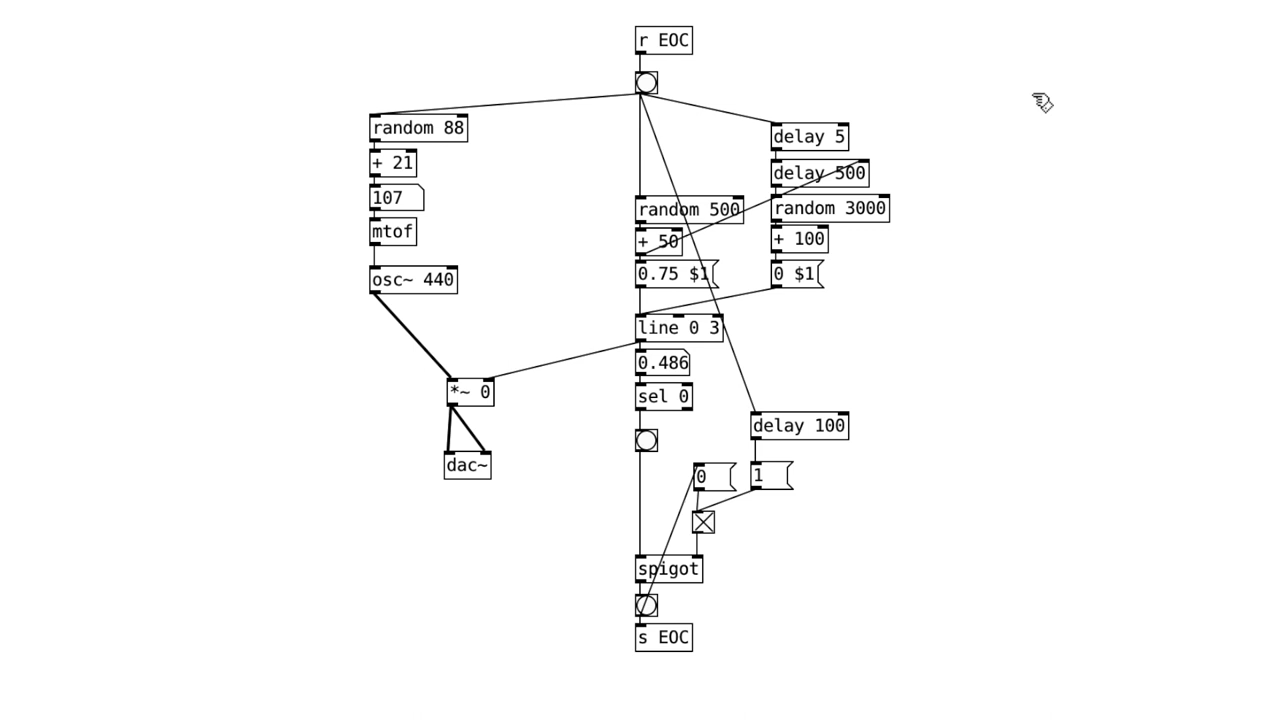 r EOC
random 88
+ 21
107
mtof
osc~ 440
*~ 0
dac~
random 500
+ 50
0.75 $1
line 0 3
0.486
sel 0
delay 5
delay 500
random 3000
+ 100
0 $1
delay 100
0
1
spigot
s EOC